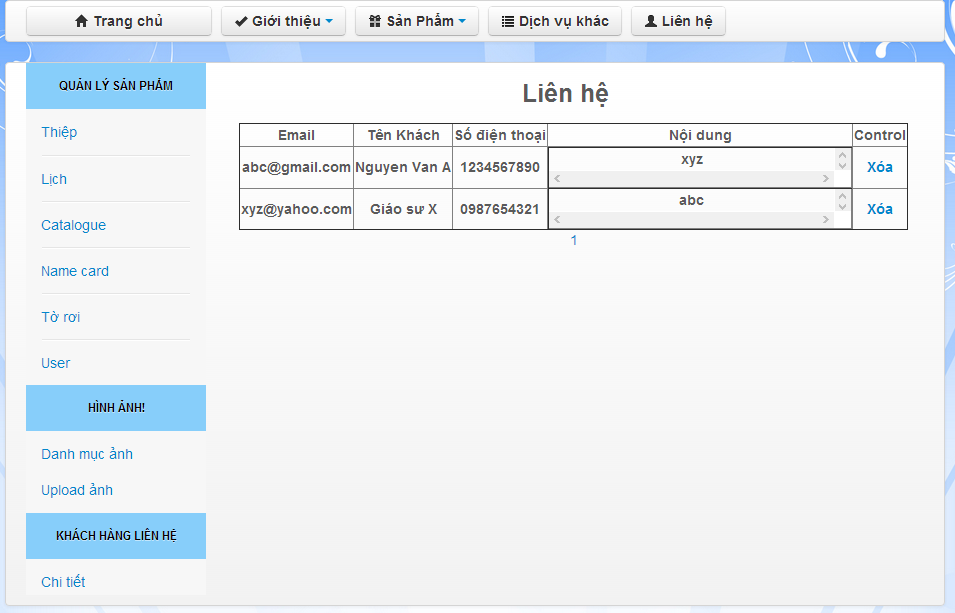 Trang chủ Giới thiệu Sản Phẩm Dịch vụ khác Liên hệ
QUẢN LÝ SẢN PHẨM
Thiệp
Lịch
Catalogue
Name card
Tờ rơi
User
HÌNH ẢNH!
Danh mục ảnh
Upload ảnh
KHÁCH HÀNG LIÊN HỆ
Chi tiết
Liên hệ
Email Tên Khách Số điện thoại Nội dung Control
abc@gmail.com Nguyen Van A 1234567890 xyz Xóa
xyz@yahoo.com Giáo sư X 0987654321 abc Xóa
1